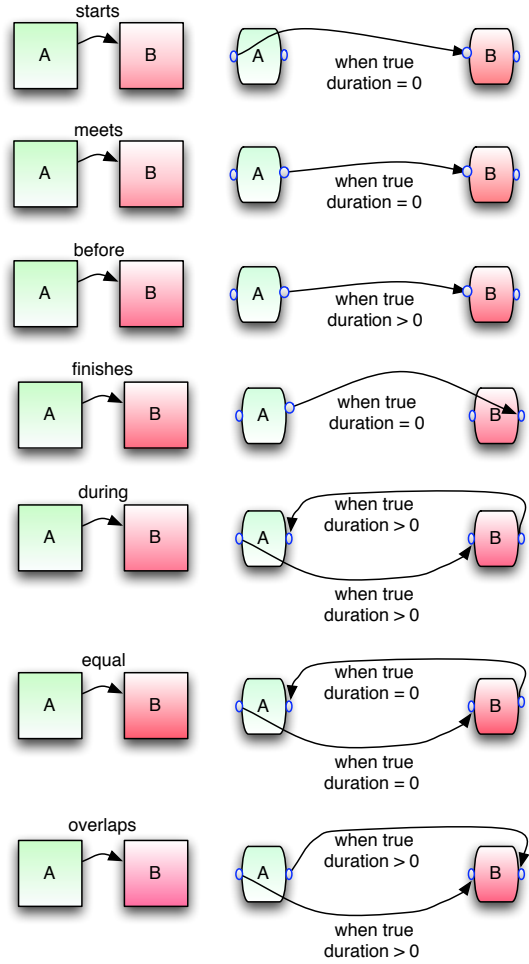 starts
A B A B
when true
duration = 0
meets
A B A B
when true
duration = 0
before
A B A B
when true
duration > 0
finishes
A B A B
when true
duration = 0
during
when true
duration > 0
A B A B
when true
duration > 0
equal
when true
duration = 0
A B A B
when true
duration = 0
overlaps
when true
duration > 0
A B A B
when true
duration > 0